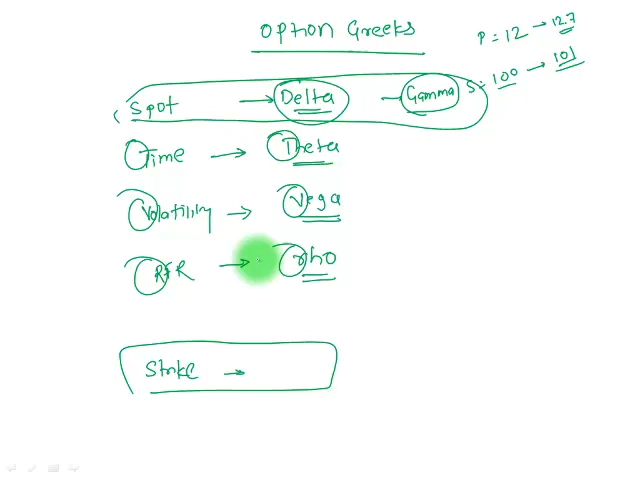 Option Greeks
P = 12 → 12.7
S = 100 → 101
Spot → Delta → Gamma
Time → Theta
Volatility → Vega
RFR → rho
Strike →